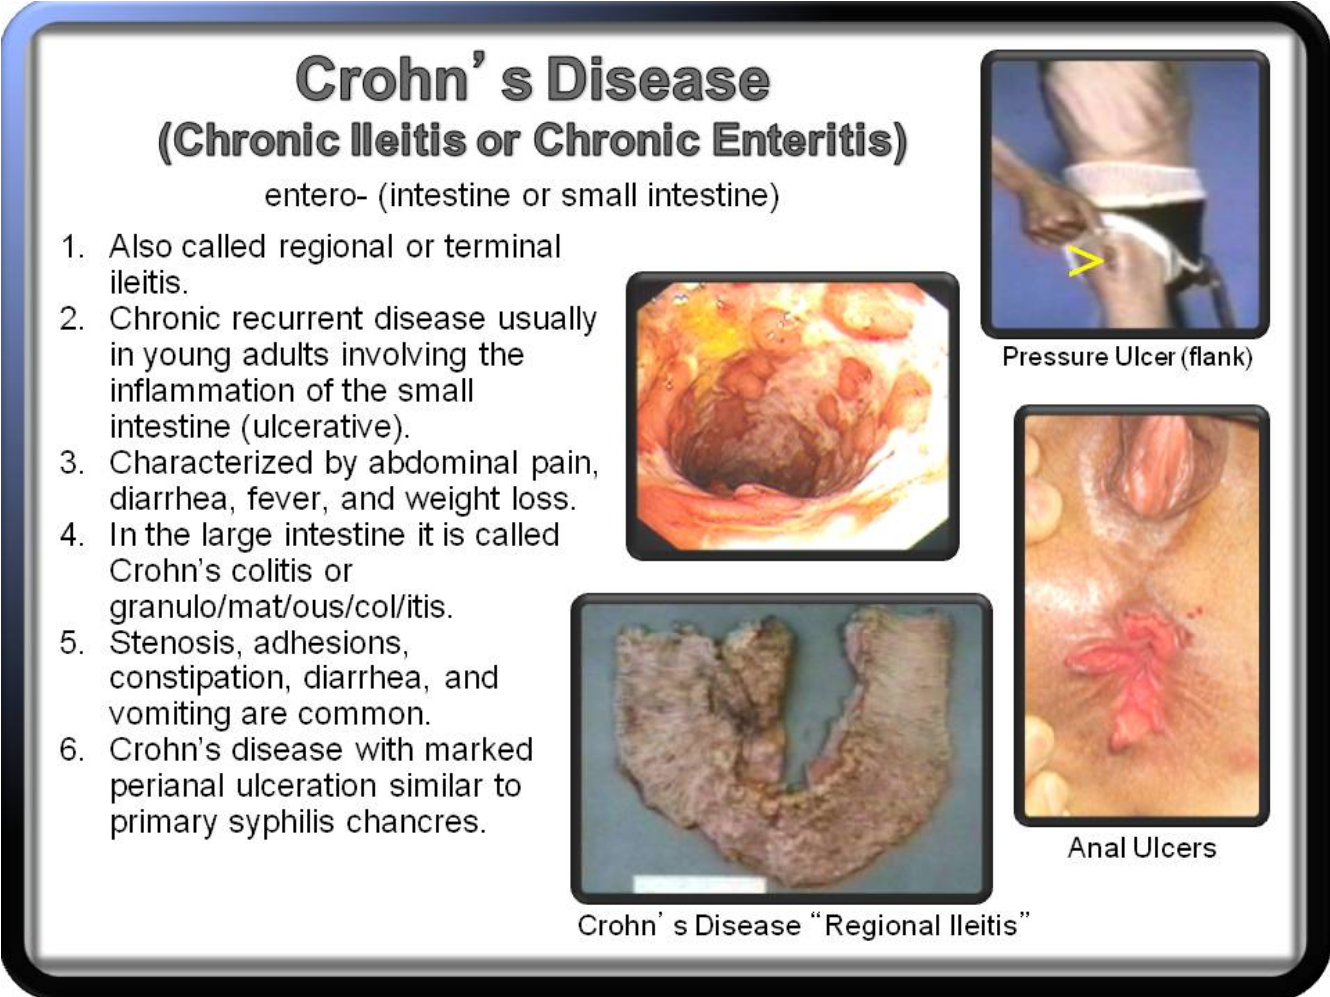 Crohn’s Disease
(Chronic Ileitis or Chronic Enteritis)
entero- (intestine or small intestine)
1. Also called regional or terminal
ileitis.
2. Chronic recurrent disease usually
in young adults involving the
inflammation of the small
intestine (ulcerative).
3. Characterized by abdominal pain,
diarrhea, fever, and weight loss.
4. In the large intestine it is called
Crohn’s colitis or
granulo/mat/ous/col/itis.
5. Stenosis, adhesions,
constipation, diarrhea, and
vomiting are common.
6. Crohn’s disease with marked
perianal ulceration similar to
primary syphilis chancres.
>
Pressure Ulcer (flank)
Anal Ulcers
Crohn’s Disease “Regional Ileitis”